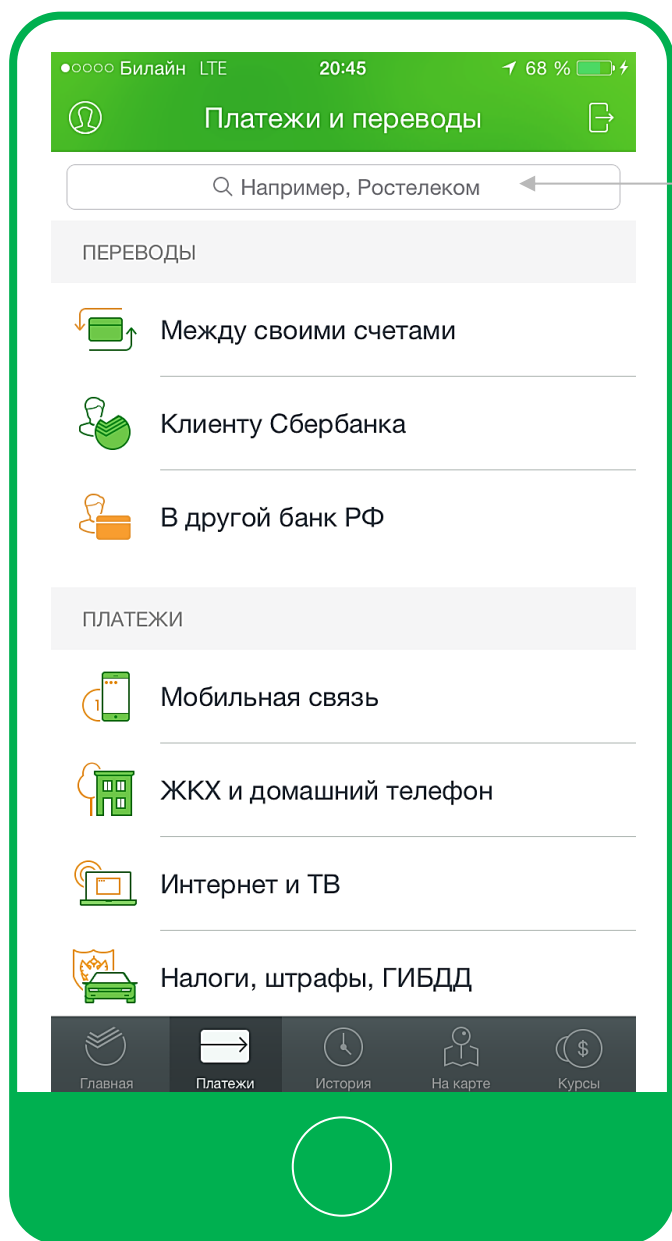 Билайн LTE 20:45 68 %
Платежи и переводы
Например, Ростелеком
ПЕРЕВОДЫ
Между своими счетами
Клиенту Сбербанка
В другой банк РФ
ПЛАТЕЖИ
Мобильная связь
1
ЖКХ и домашний телефон
Интернет и ТВ
Налоги, штрафы, ГИБДД
$
Главная Платежи История На карте Курсы